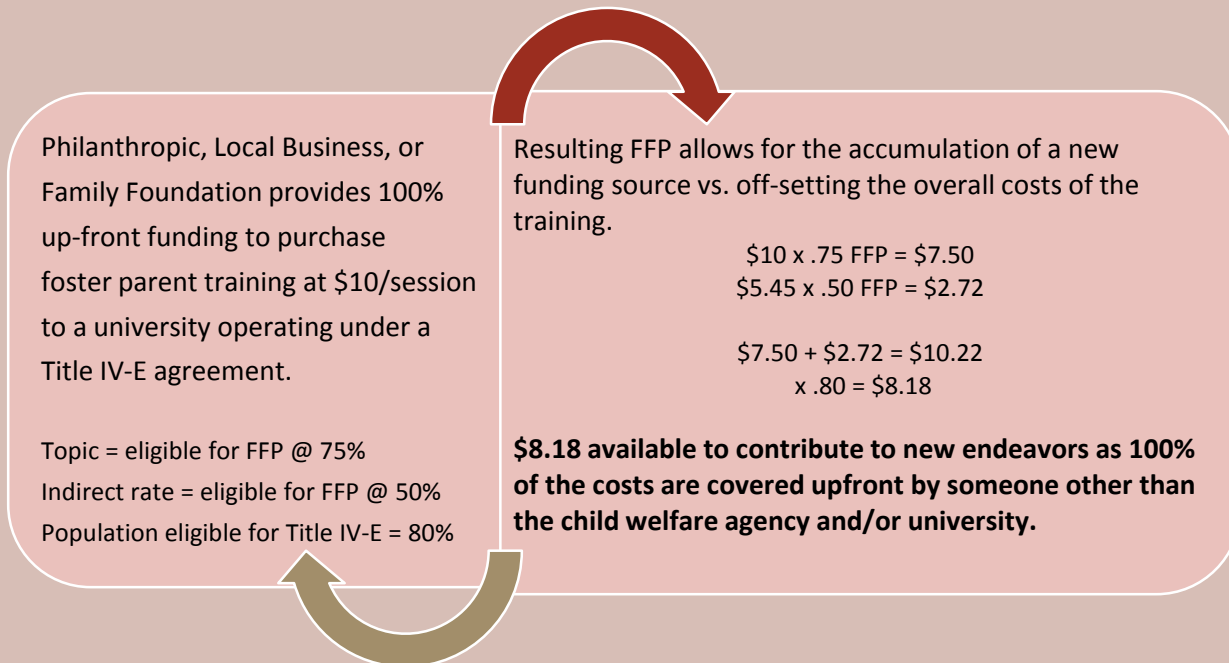 Philanthropic, Local Business, or
Family Foundation provides 100%
up-front funding to purchase
foster parent training at $10/session
to a university operating under a
Title IV-E agreement.
Topic = eligible for FFP @ 75%
Indirect rate = eligible for FFP @ 50%
Population eligible for Title IV-E = 80%
Resulting FFP allows for the accumulation of a new
funding source vs. off-setting the overall costs of the
training.
$10 x .75 FFP = $7.50
$5.45 x .50 FFP = $2.72
$7.50 + $2.72 = $10.22
x .80 = $8.18
$8.18 available to contribute to new endeavors as 100%
of the costs are covered upfront by someone other than
the child welfare agency and/or university.